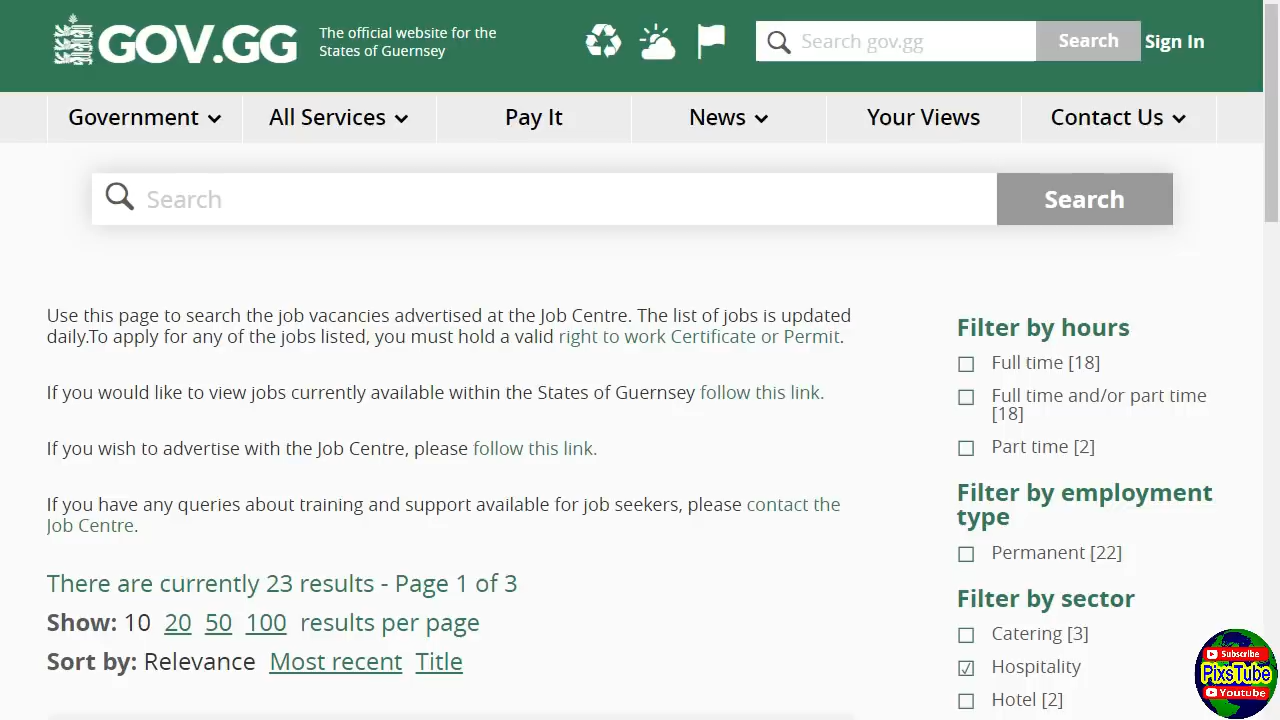 GOV.GG
The official website for the
States of Guernsey
Search gov.gg
Search
Sign In
Government
All Services
Pay It
News
Your Views
Contact Us
Search
Search
Use this page to search the job vacancies advertised at the Job Centre. The list of jobs is updated
daily.To apply for any of the jobs listed, you must hold a valid right to work Certificate or Permit.
If you would like to view jobs currently available within the States of Guernsey follow this link.
If you wish to advertise with the Job Centre, please follow this link.
If you have any queries about training and support available for job seekers, please contact the
Job Centre.
There are currently 23 results - Page 1 of 3
Show: 10 20 50 100 results per page
Sort by: Relevance Most recent Title
Filter by hours
Full time [18]
Full time and/or part time
[18]
Part time [2]
Filter by employment
type
Permanent [22]
Filter by sector
Catering [3]
Hospitality
Hotel [2]
Subscribe
PixsTube
Youtube